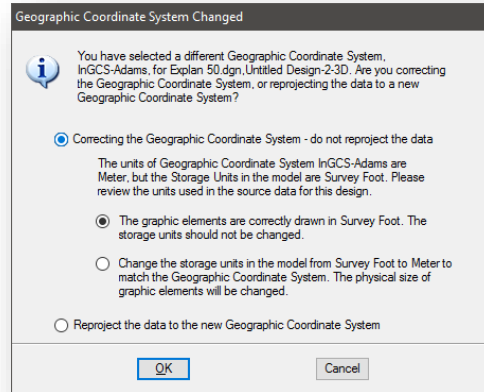 Geographic Coordinate System Changed
You have selected a different Geographic Coordinate System,
InGCS-Adams, for Explan 50.dgn,Untitled Design-2-3D. Are you correcting
the Geographic Coordinate System, or reprojecting the data to a new
Geographic Coordinate System?
Correcting the Geographic Coordinate System - do not reproject the data
The units of Geographic Coordinate System InGCS-Adams are
Meter, but the Storage Units in the model are Survey Foot. Please
review the units used in the source data for this design.
The graphic elements are correctly drawn in Survey Foot. The
storage units should not be changed.
Change the storage units in the model from Survey Foot to Meter to
match the Geographic Coordinate System. The physical size of
graphic elements will be changed.
Reproject the data to the new Geographic Coordinate System
OK
Cancel